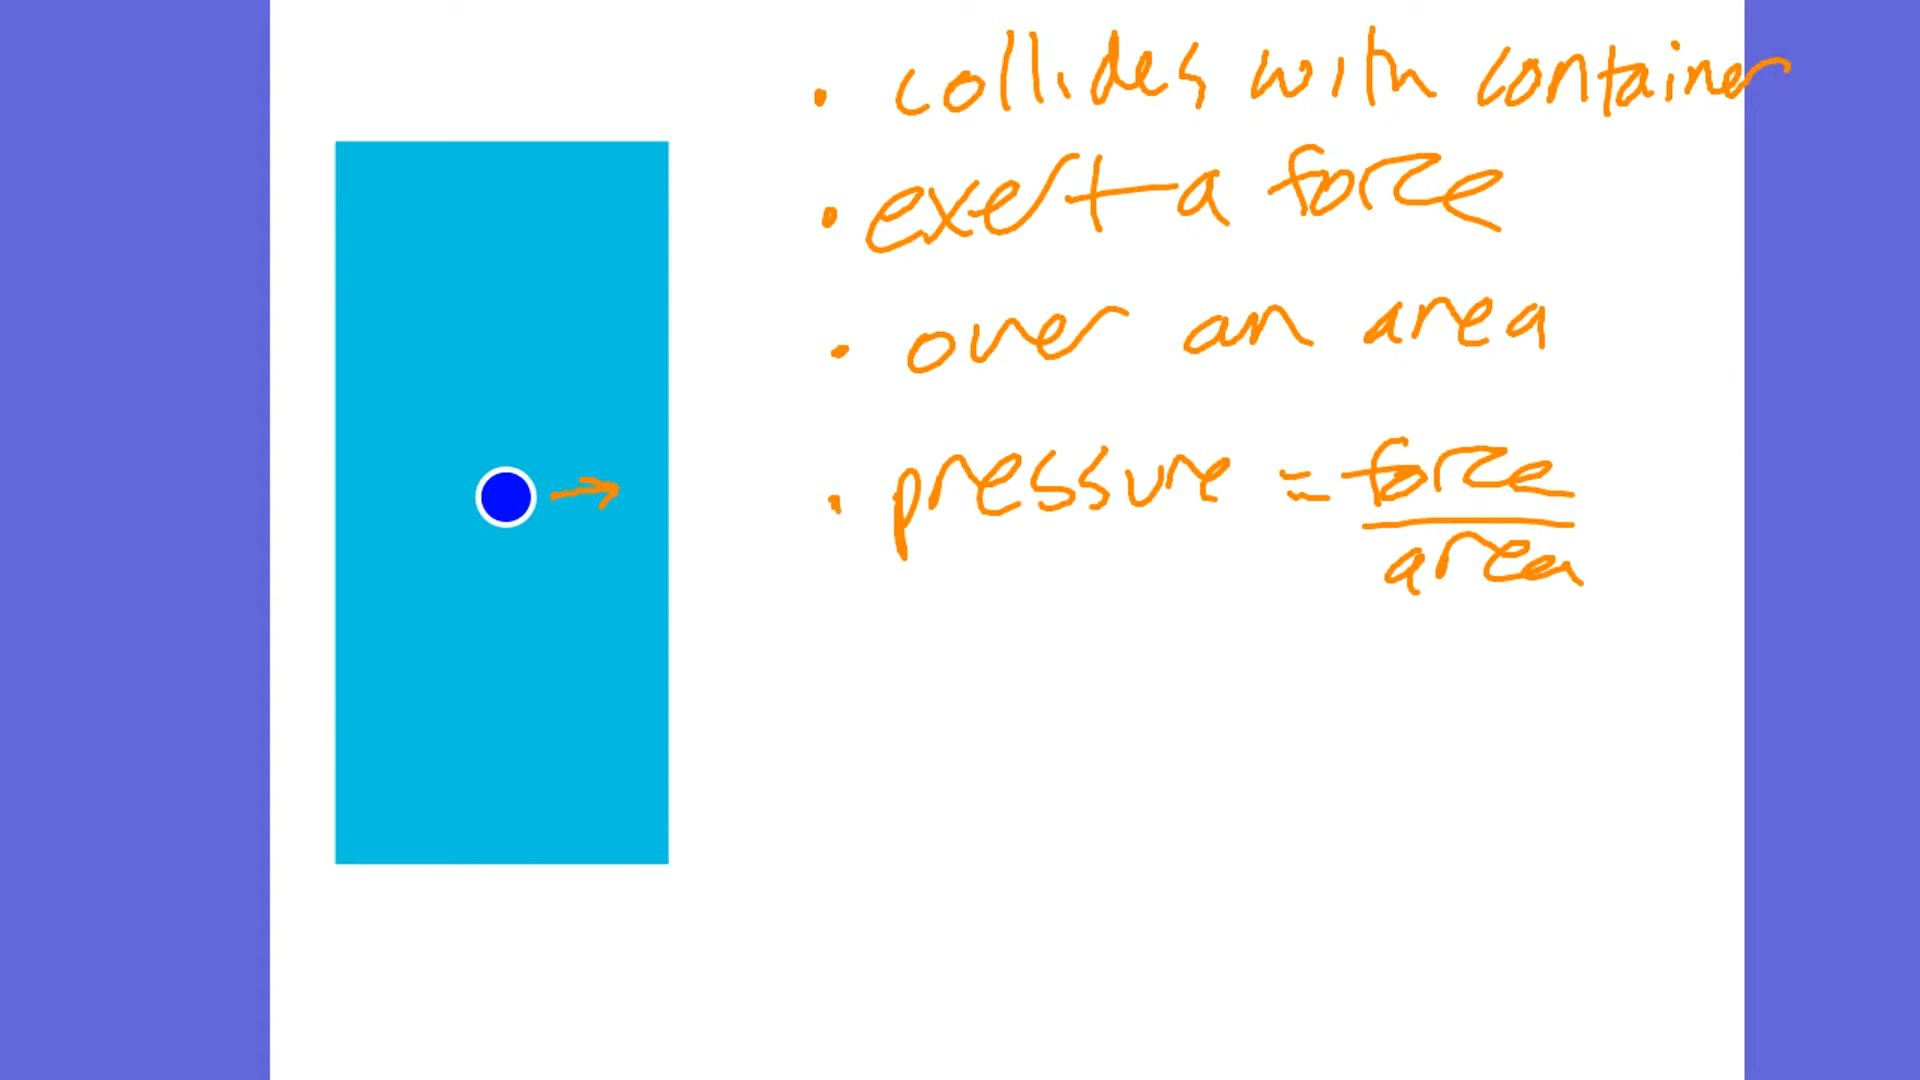 • collides with container
• exert a force
• over an area
• pressure = force
area